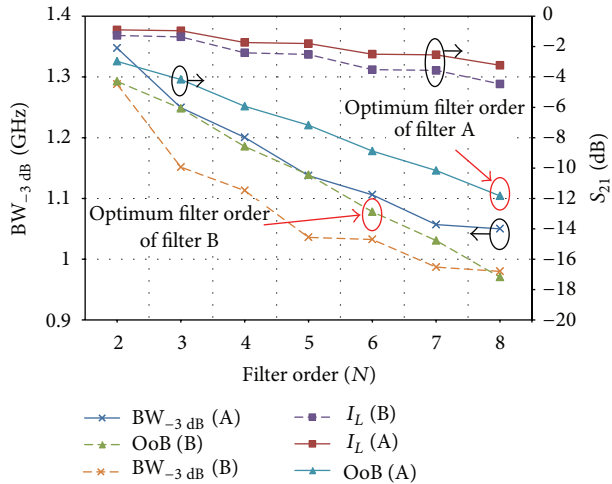 1.4
1.3
1.2
1.1
1
0.9
BW−3 dB (GHz)
0
−2
−4
−6
−8
−10
−12
−14
−16
−18
−20
S21
(dB)
Optimum filter order
of filter A
Optimum filter order
of filter B
2 3 4 5 6 7 8
Filter order (N)
BW−3 dB (A)
OoB (B)
BW−3 dB (B)
IL (B)
IL (A)
OoB (A)